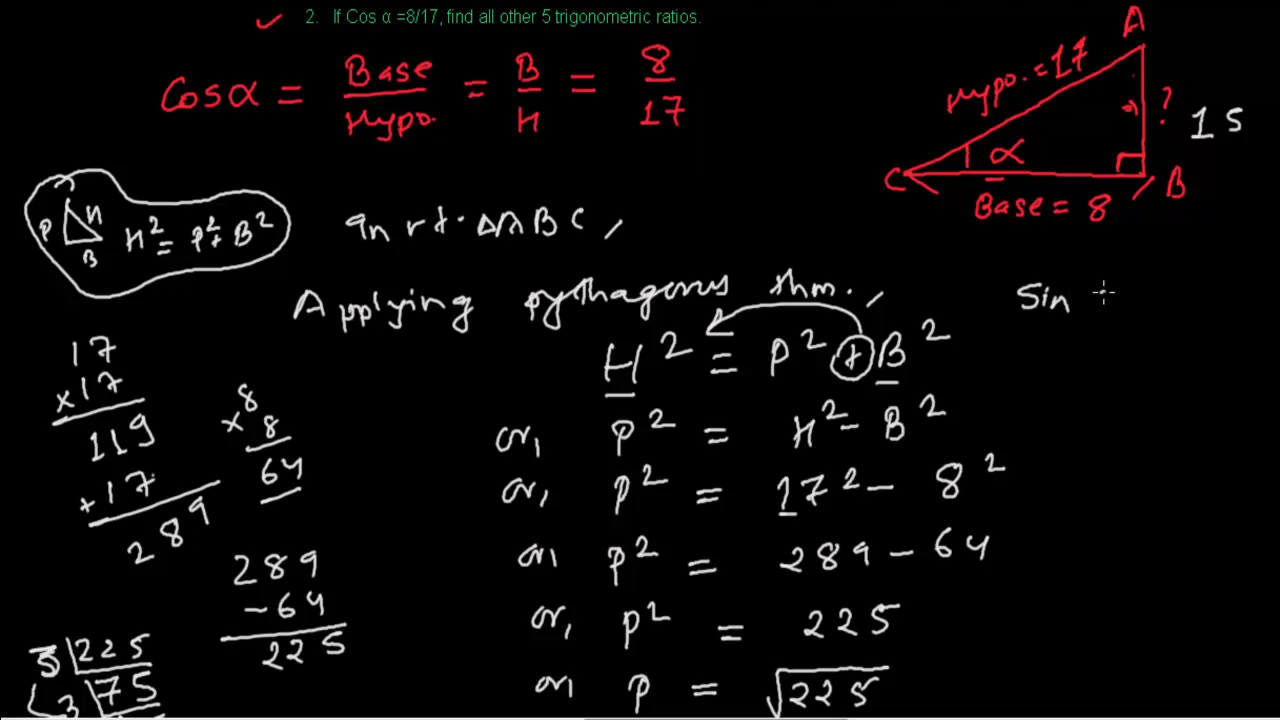 2. If Cos α =8/17, find all other 5 trigonometric ratios.
Cosα = Base/Hypo. = B/H = 8/17
A
Hypo. = 17
? 15
C α B
Base = 8
P H B H² = P² + B²
In rt. ΔABC,
Applying pythagorus thm.,
Sin
H² = P² + B²
or, P² = H² - B²
or, P² = 17² - 8²
or, P² = 289 - 64
or, P² = 225
or, P = √225
17
×17
119
+17
289
8
×8
64
289
-64
225
3 225
3 75